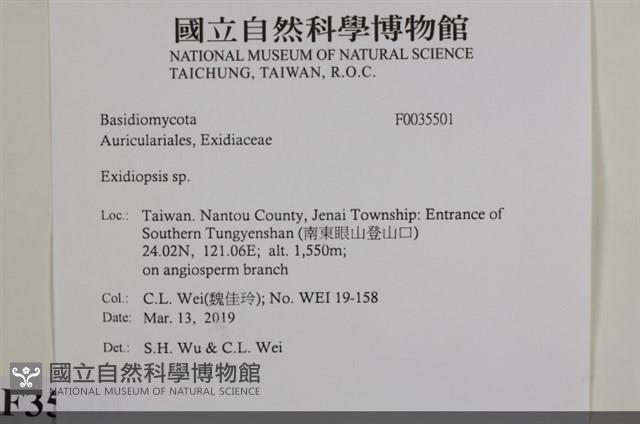 國立自然科學博物館
NATIONAL MUSEUM OF NATURAL SCIENCE
TAICHUNG, TAIWAN, R.O.C.
Basidiomycota F0035501
Auriculariales, Exidiaceae
Exidiopsis sp.
Loc.: Taiwan. Nantou County, Jenai Township: Entrance of
Southern Tungyenshan (南東眼山登山口)
24.02N, 121.06E; alt. 1,550m;
on angiosperm branch
Col.: C.L. Wei(魏佳玲); No. WEI 19-158
Date: Mar. 13, 2019
Det.: S.H. Wu & C.L. Wei
國立自然科學博物館
NATIONAL MUSEUM OF NATURAL SCIENCE
F35